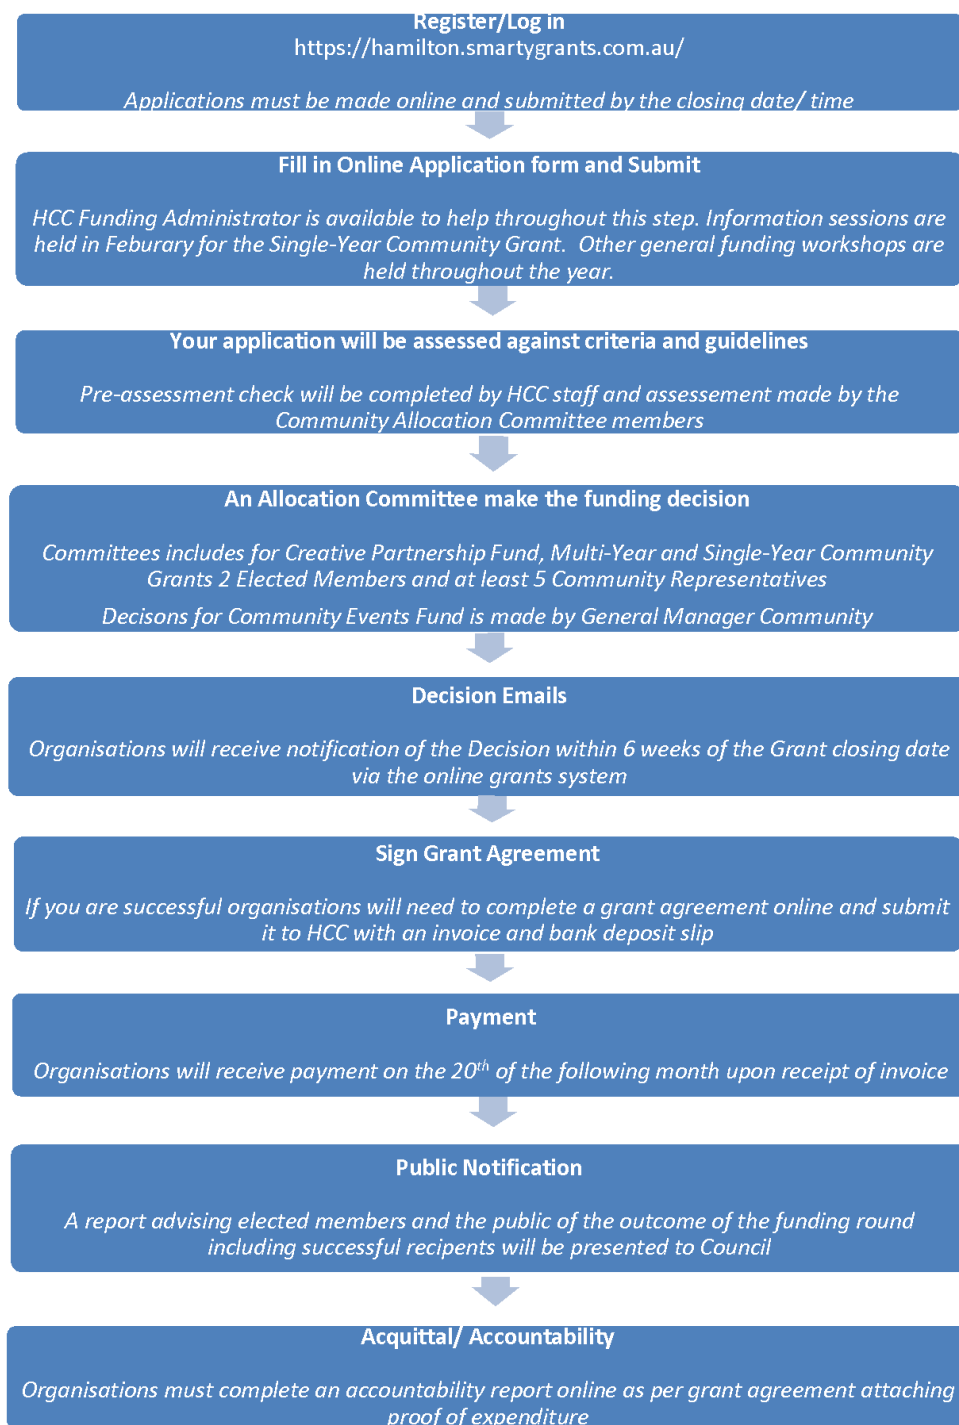 Register/Log in
https://hamilton.smartygrants.com.au/
Applications must be made online and submitted by the closing date/ time
Fill in Online Application form and Submit
HCC Funding Administrator is available to help throughout this step. Information sessions are
held in Feburary for the Single-Year Community Grant.  Other general funding workshops are
held throughout the year.
Your application will be assessed against criteria and guidelines
Pre-assessment check will be completed by HCC staff and assessement made by the
Community Allocation Committee members
An Allocation Committee make the funding decision
Committees includes for Creative Partnership Fund, Multi-Year and Single-Year Community
Grants 2 Elected Members and at least 5 Community Representatives
Decisons for Community Events Fund is made by General Manager Community
Decision Emails
Organisations will receive notification of the Decision within 6 weeks of the Grant closing date
via the online grants system
Sign Grant Agreement
If you are successful organisations will need to complete a grant agreement online and submit
it to HCC with an invoice and bank deposit slip
Payment
Organisations will receive payment on the 20th of the following month upon receipt of invoice
Public Notification
A report advising elected members and the public of the outcome of the funding round
including successful recipents will be presented to Council
Acquittal/ Accountability
Organisations must complete an accountability report online as per grant agreement attaching
proof of expenditure